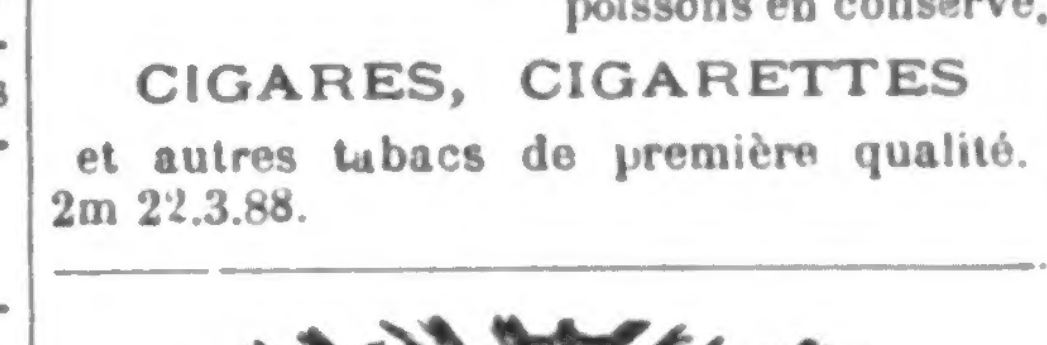 poissons en conserve,
CIGARES, CIGARETTES
et autres tabacs de première qualité.
2m 22.3.88.